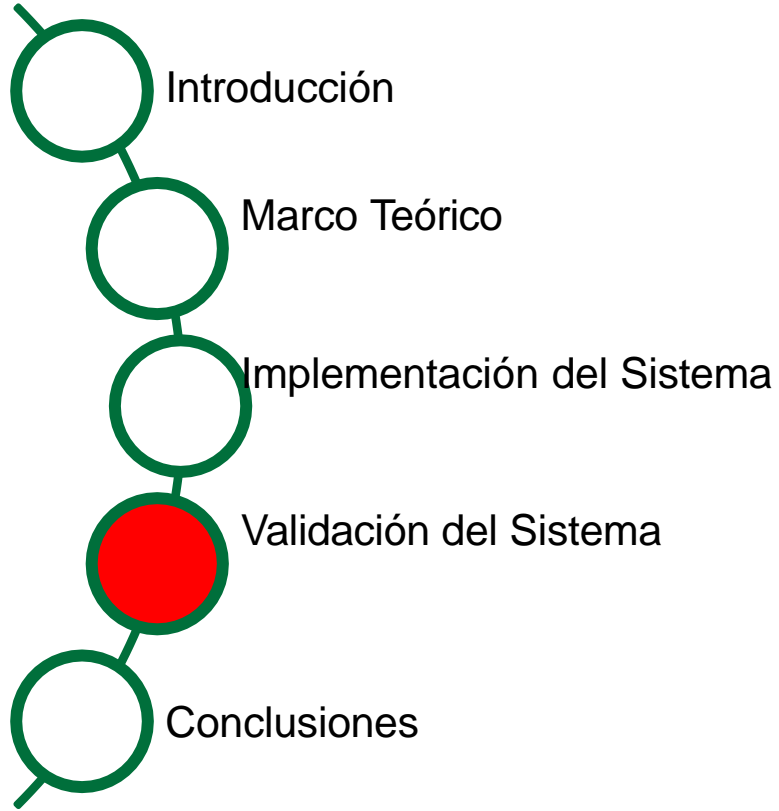 Introducción
Marco Teórico
Implementación del Sistema
Validación del Sistema
Conclusiones